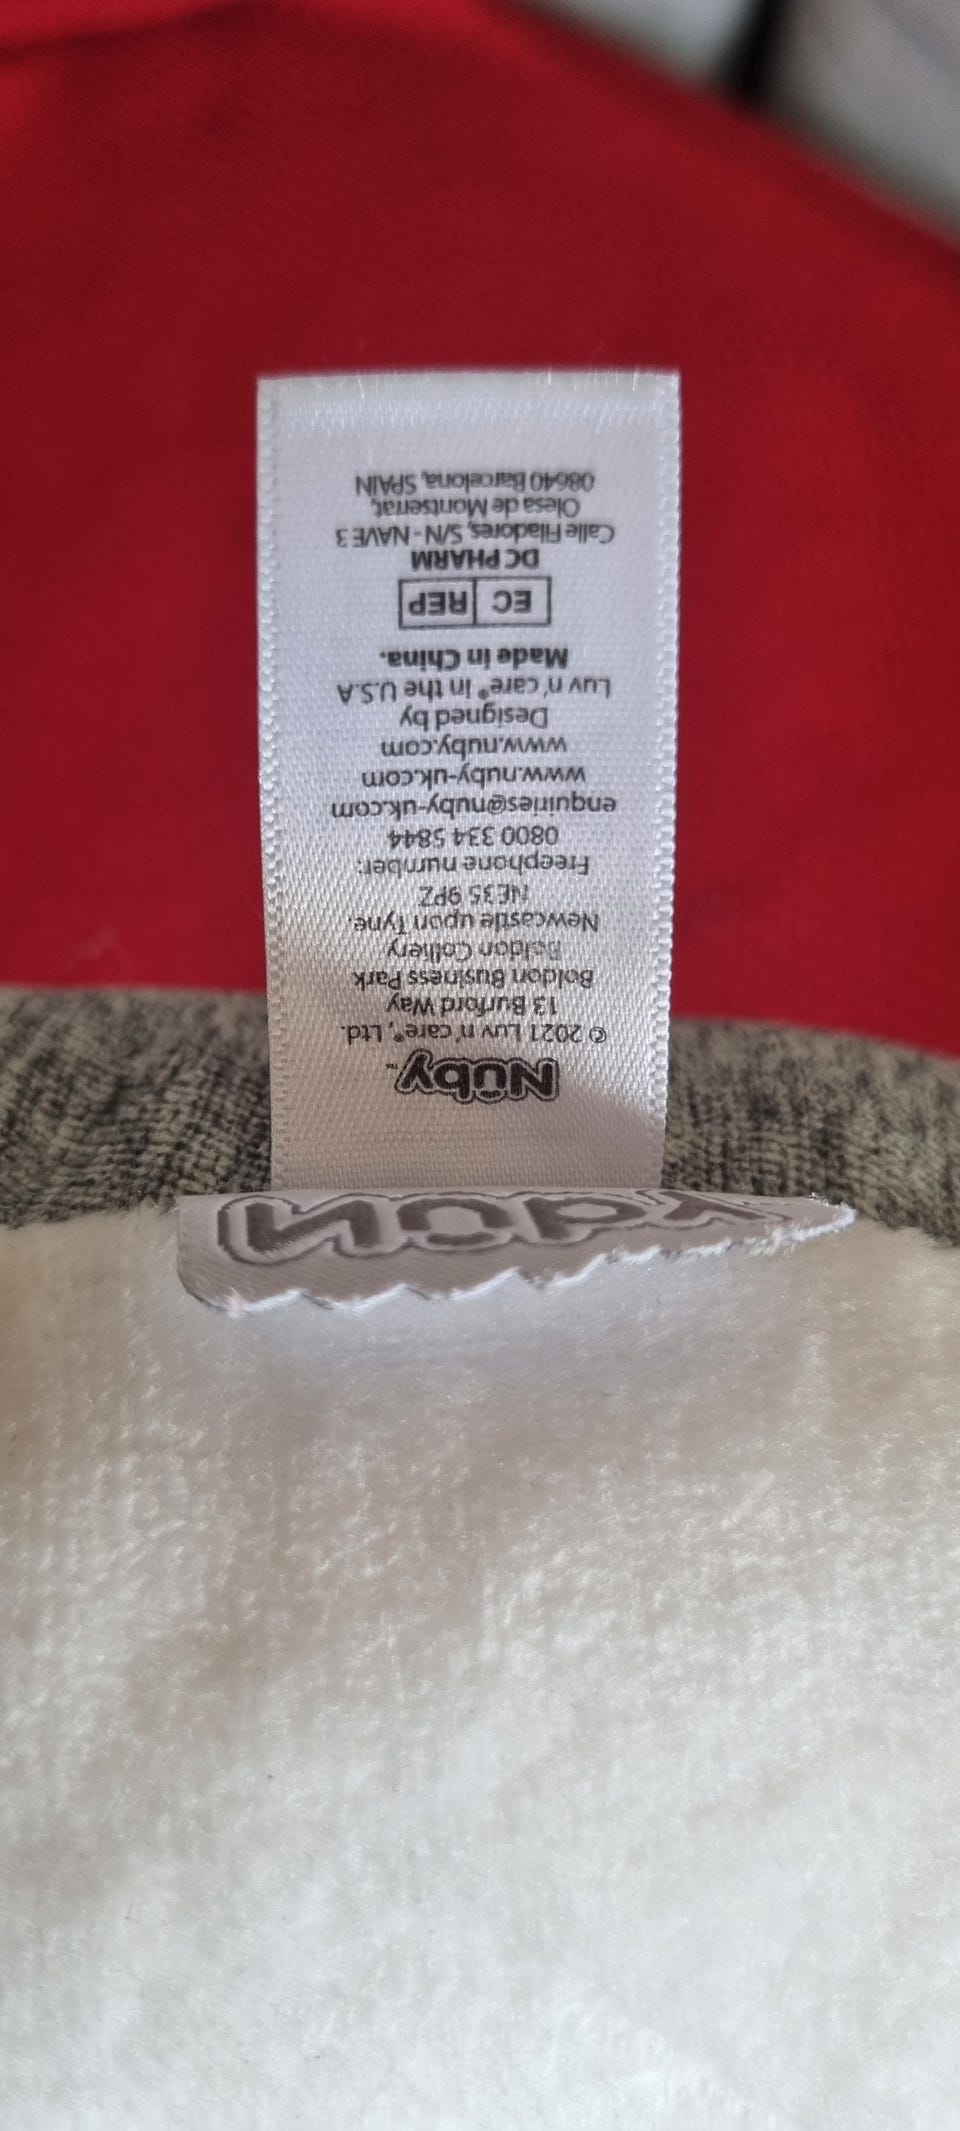 Nûby™
© 2021 Luv n' care®, Ltd.
13 Burford Way
Boldon Business Park
Boldon Colliery
Newcastle upon Tyne.
NE35 9PZ
Freephone number:
0800 334 5844
enquiries@nuby-uk.com
www.nuby-uk.com
www.nuby.com
Designed by
Luv n' care® in the U.S.A
Made in China.
EC REP
DC PHARM
Calle Filadores, S/N - NAVE 3
Olesa de Montserrat,
08640 Barcelona, SPAIN